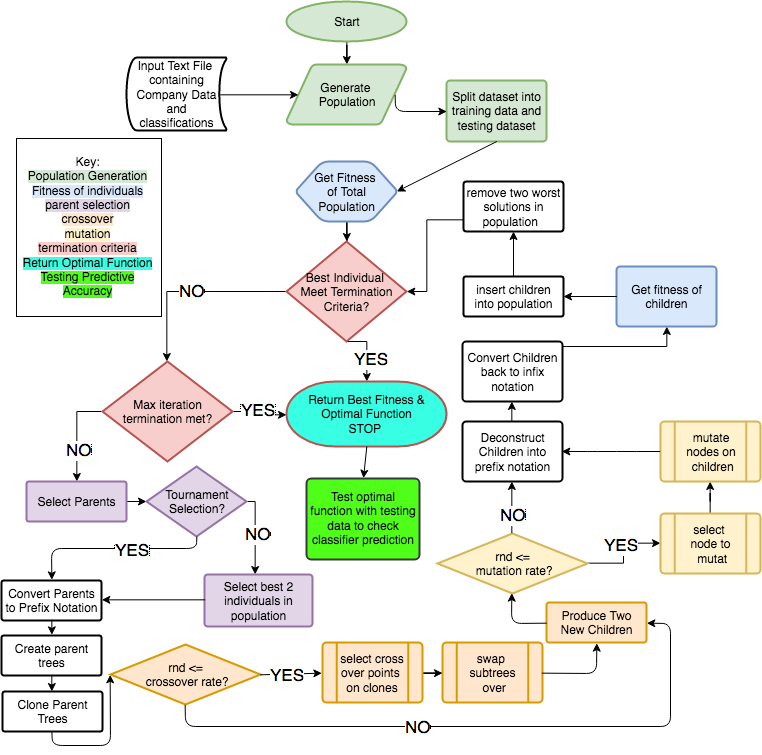 Start
Input Text File
containing
Company Data
and
classifications
Generate
Population
Split dataset into
training data and
testing dataset
Key:
Population Generation
Fitness of individuals
parent selection
crossover
mutation
termination criteria
Return Optimal Function
Testing Predictive
Accuracy
Get Fitness
of Total
Population
remove two worst
solutions in
population
Best Individual
Meet Termination
Criteria?
insert children
into population
Get fitness of
children
NO
YES
Convert Children
back to infix
notation
Max iteration
termination met?
YES
Return Best Fitness &
Optimal Function
STOP
Deconstruct
Children into
prefix notation
mutate
nodes on
children
NO
Select Parents
Tournament
Selection?
Test optimal
function with testing
data to check
classifier prediction
NO
NO
YES
YES
select
node to
mutat
rnd <=
mutation rate?
Convert Parents
to Prefix Notation
Select best 2
individuals in
population
Produce Two
New Children
Create parent
trees
rnd <=
crossover rate?
YES
select cross
over points
on clones
swap
subtrees
over
Clone Parent
Trees
NO